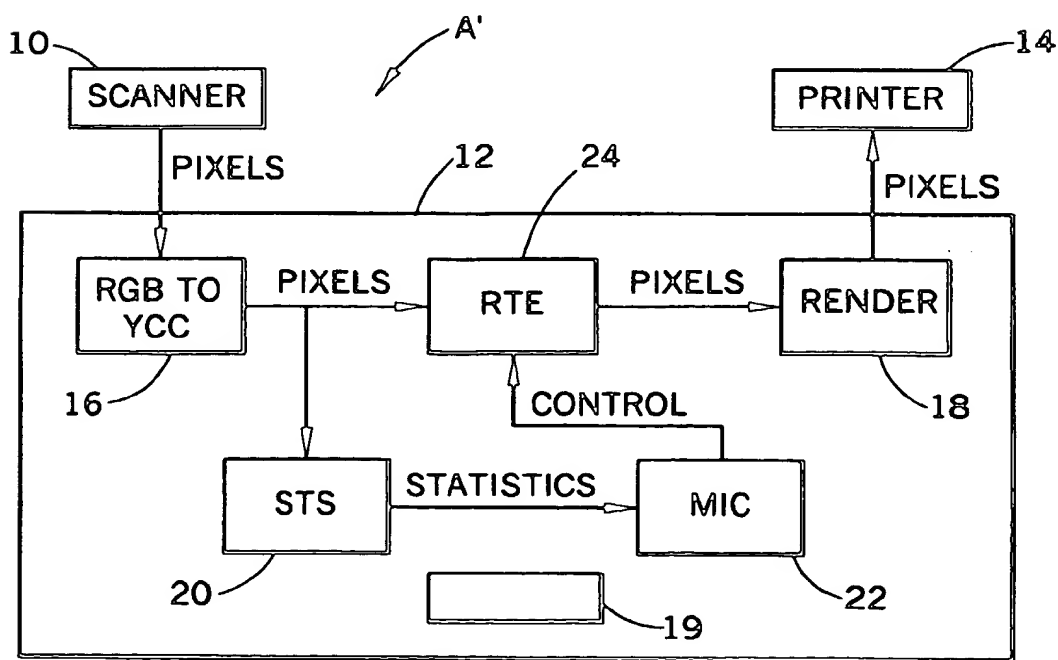 A'
10
14
SCANNER
PRINTER
PIXELS
12
24
PIXELS
RGB TO
YCC
PIXELS
RTE
PIXELS
RENDER
16
CONTROL
18
STS
STATISTICS
MIC
20
22
19